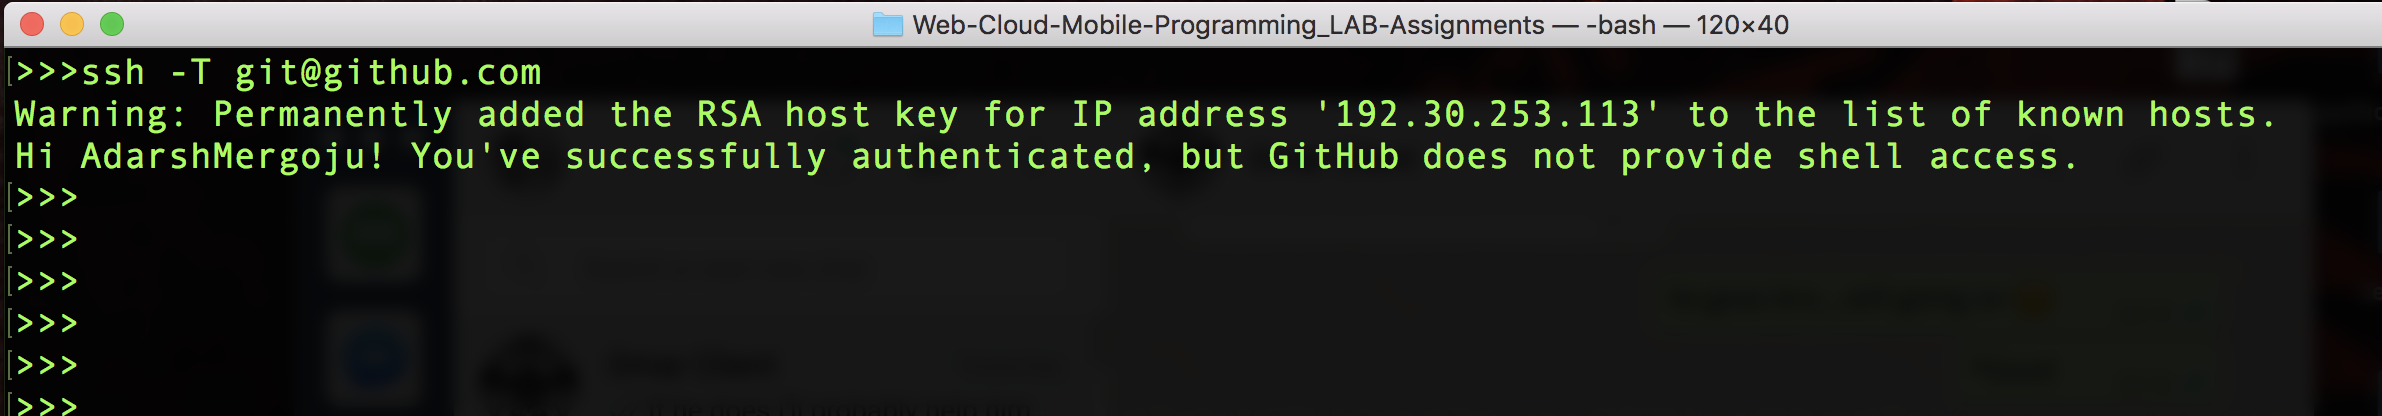 Web-Cloud-Mobile-Programming_LAB-Assignments — -bash — 120×40
[>>>ssh -T git@github.com
Warning: Permanently added the RSA host key for IP address '192.30.253.113' to the list of known hosts.
Hi AdarshMergoju! You've successfully authenticated, but GitHub does not provide shell access.
[>>>
[>>>
[>>>
[>>>
[>>>
[>>>